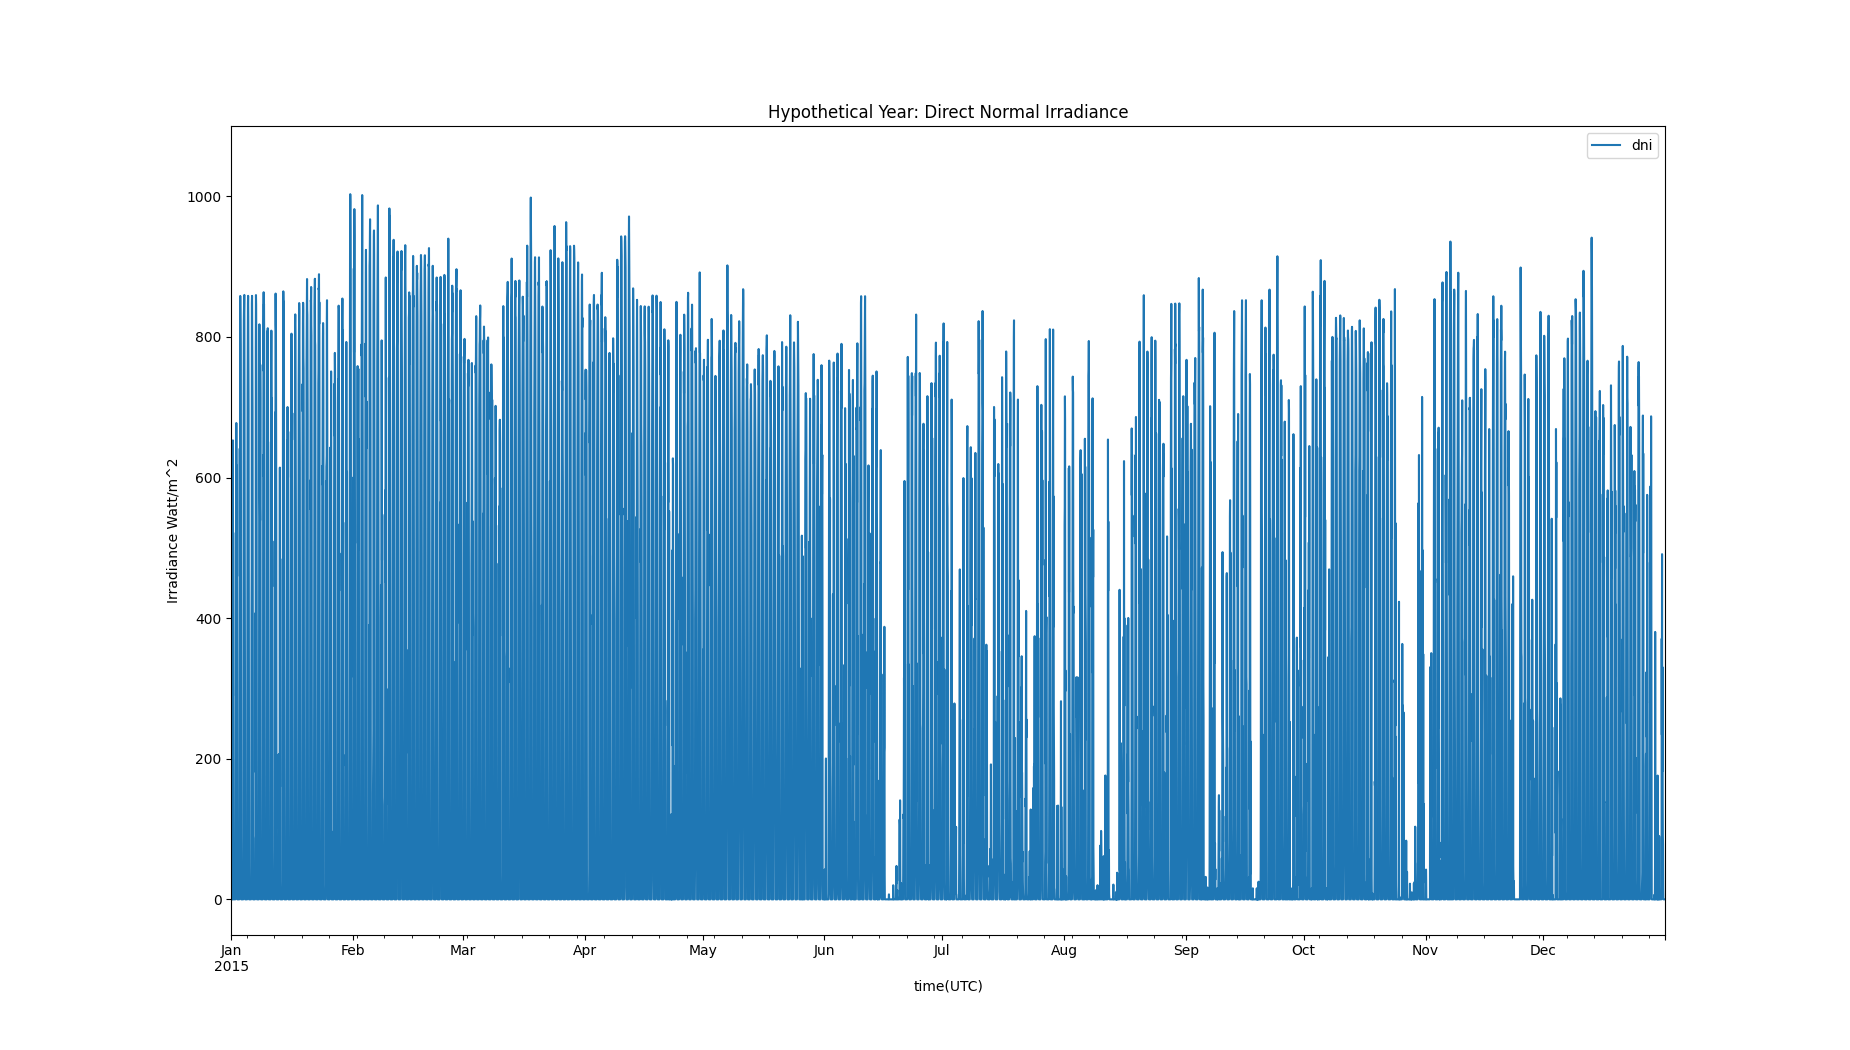 Hypothetical Year: Direct Normal Irradiance
dni
1000
800
600
400
200
0
Irradiance Watt/m^2
Jan Feb Mar Apr May Jun Jul Aug Sep Oct Nov Dec
2015
time(UTC)